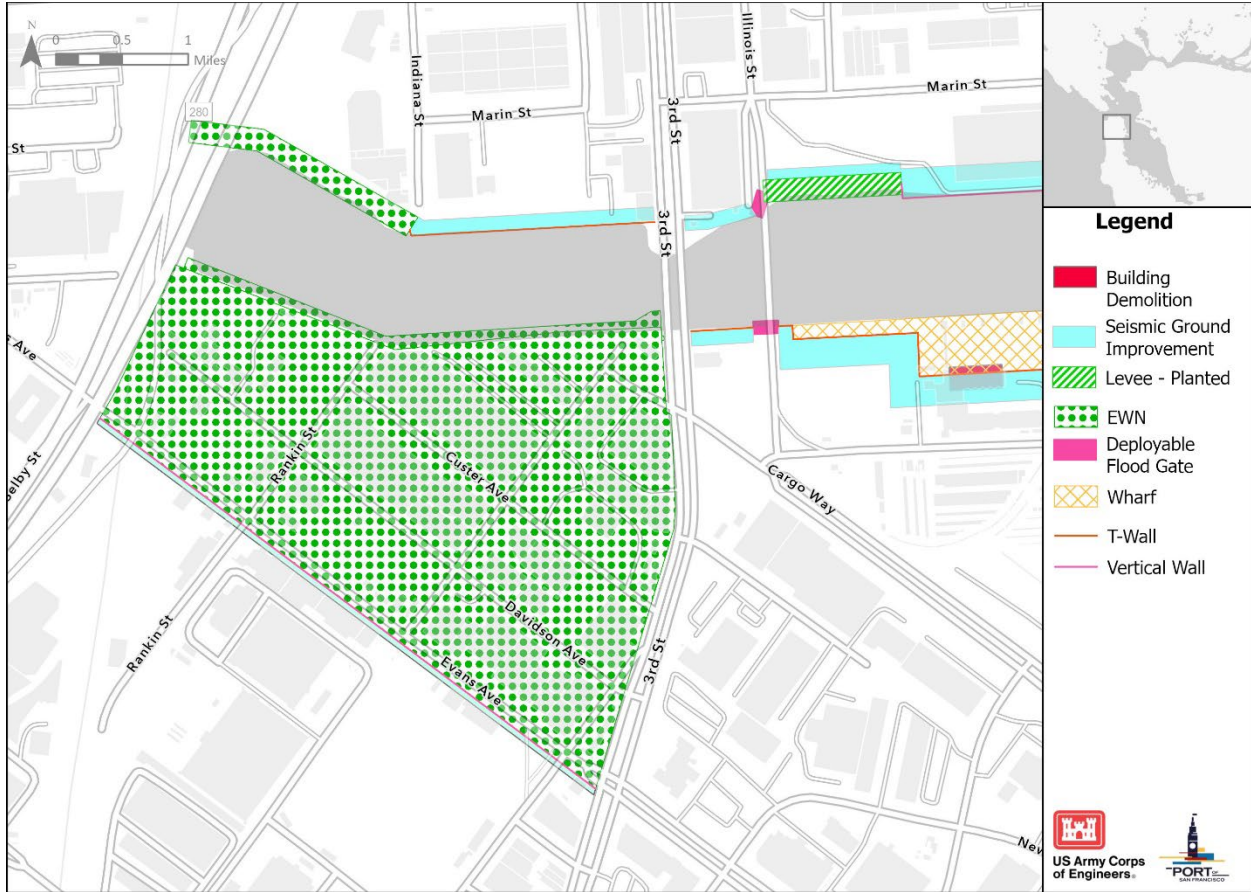 N
0 0.5 1
Miles
280
St
Indiana St
Marin St
Illinois St
3rd St
Marin St
3rd St
s Ave
Selby St
Rankin St
Custer Ave
Cargo Way
Davidson Ave
Rankin St
Evans Ave
3rd St
New
Legend
Building
Demolition
Seismic Ground
Improvement
Levee - Planted
EWN
Deployable
Flood Gate
Wharf
T-Wall
Vertical Wall
US Army Corps
of Engineers®
PORT OF
SAN FRANCISCO